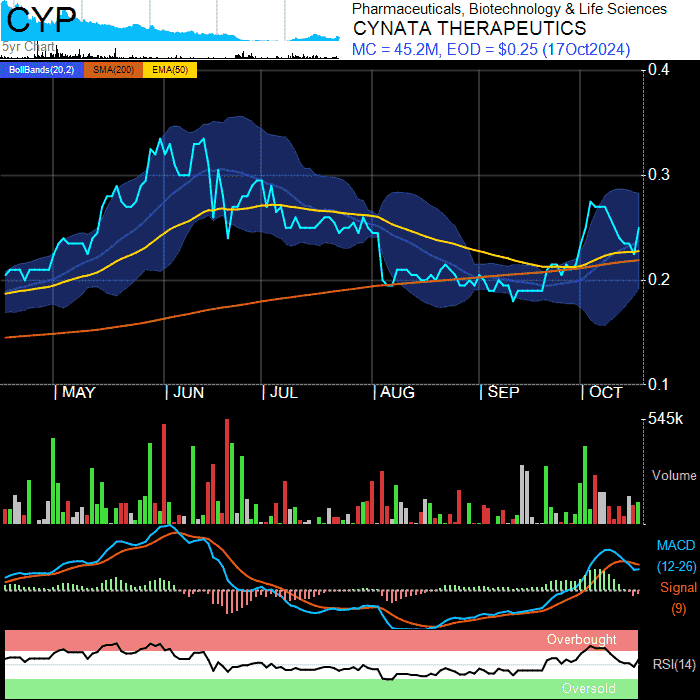 CYP
5yr Chart
Pharmaceuticals, Biotechnology & Life Sciences
CYNATA THERAPEUTICS
MC = 45.2M, EOD = $0.25 (17Oct2024)
BollBands(20,2) SMA(200) EMA(50)
0.4
0.3
0.2
0.1
MAY JUN JUL AUG SEP OCT
545k
Volume
MACD
(12-26)
Signal
(9)
Overbought
RSI(14)
Oversold